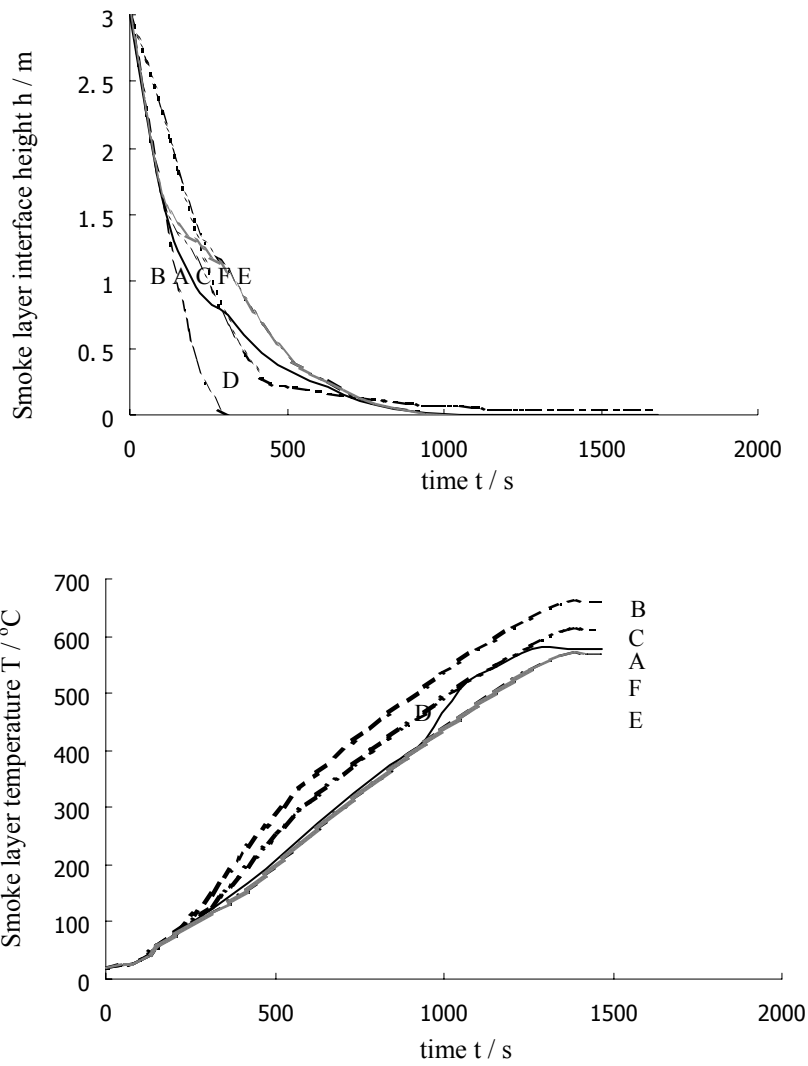 Smoke layer interface height h / m
3
2.5
2
1.5
1
0.5
0
B A C F E
D
0 500 1000 1500 2000
time t / s
Smoke layer temperature T / ºC
700
600
500
400
300
200
100
0
B
C
A
F
E
D
0 500 1000 1500 2000
time t / s